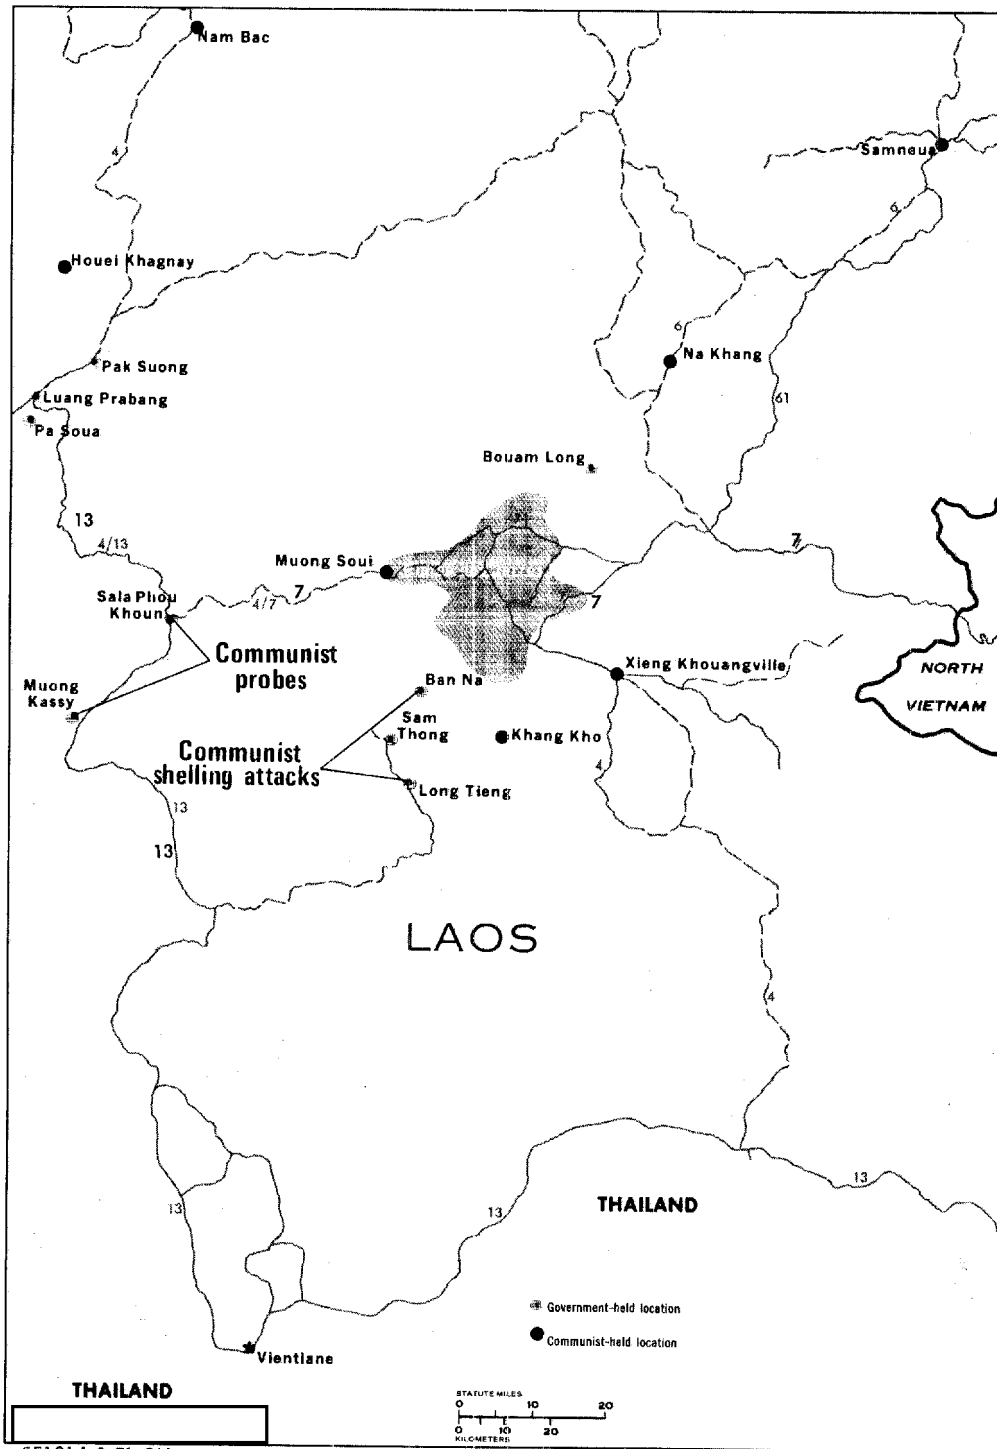 Nam Bac
4
Samneua
6
Houei Khagnay
6
Na Khang
Pak Suong
Luang Prabang
61
Pa Soua
Bouam Long
13
4/13
7
Muong Soui
Sala Phou
Khoun
4/7
7
7
Communist
probes
Xieng Khouangville
NORTH
VIETNAM
Muong
Kassy
Ban Na
Sam
Thong
Khang Kho
Communist
shelling attacks
4
Long Tieng
13
13
LAOS
4
13
13
13
THAILAND
Government-held location
Communist-held location
Vientiane
THAILAND
STATUTE MILES
0 10 20
0 10 20
KILOMETERS